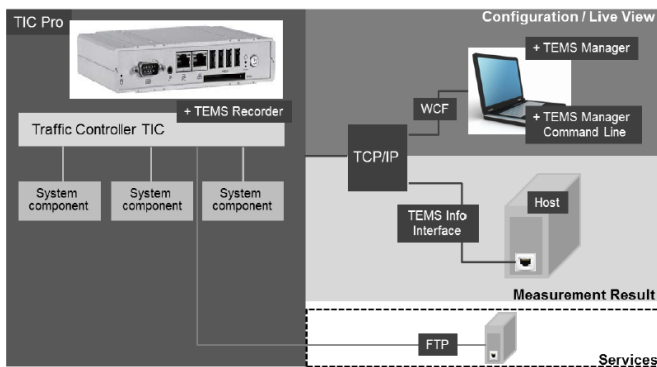 TIC Pro
+ TEMS Recorder
Traffic Controller TIC
System
component
System
component
System
component
Configuration / Live View
+ TEMS Manager
WCF
+ TEMS Manager
Command Line
TCP/IP
TEMS Info
Interface
Host
Measurement Result
FTP
Services